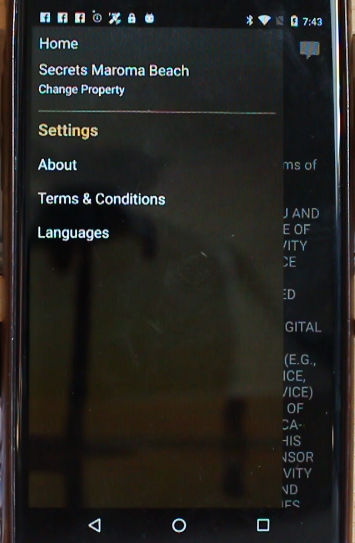 7:43
Home
Secrets Maroma Beach
Change Property
Settings
About
ms of
Terms & Conditions
AND
E OF
Languages
VITY
CE
ED
GITAL
(E.G.,
ICE,
VICE)
OF
CA-
HIS
NSOR
VITY
ND
IES